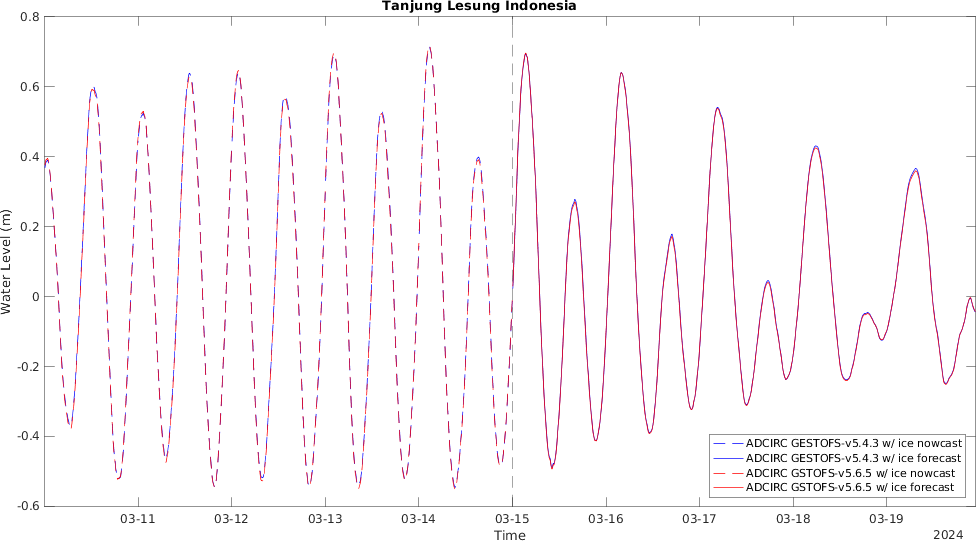 Tanjung Lesung Indonesia
Water Level (m)
0.8
0.6
0.4
0.2
0
-0.2
-0.4
-0.6
03-11
03-12
03-13
03-14
03-15
03-16
03-17
03-18
03-19
Time
2024
ADCIRC GESTOFS-v5.4.3 w/ ice nowcast
ADCIRC GESTOFS-v5.4.3 w/ ice forecast
ADCIRC GSTOFS-v5.6.5 w/ ice nowcast
ADCIRC GSTOFS-v5.6.5 w/ ice forecast